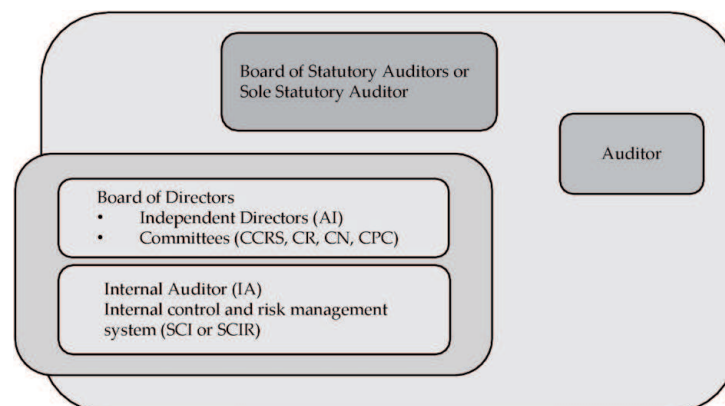 Board of Statutory Auditors or
Sole Statutory Auditor
Auditor
Board of Directors
• Independent Directors (AI)
• Committees (CCRS, CR, CN, CPC)
Internal Auditor (IA)
Internal control and risk management
system (SCI or SCIR)